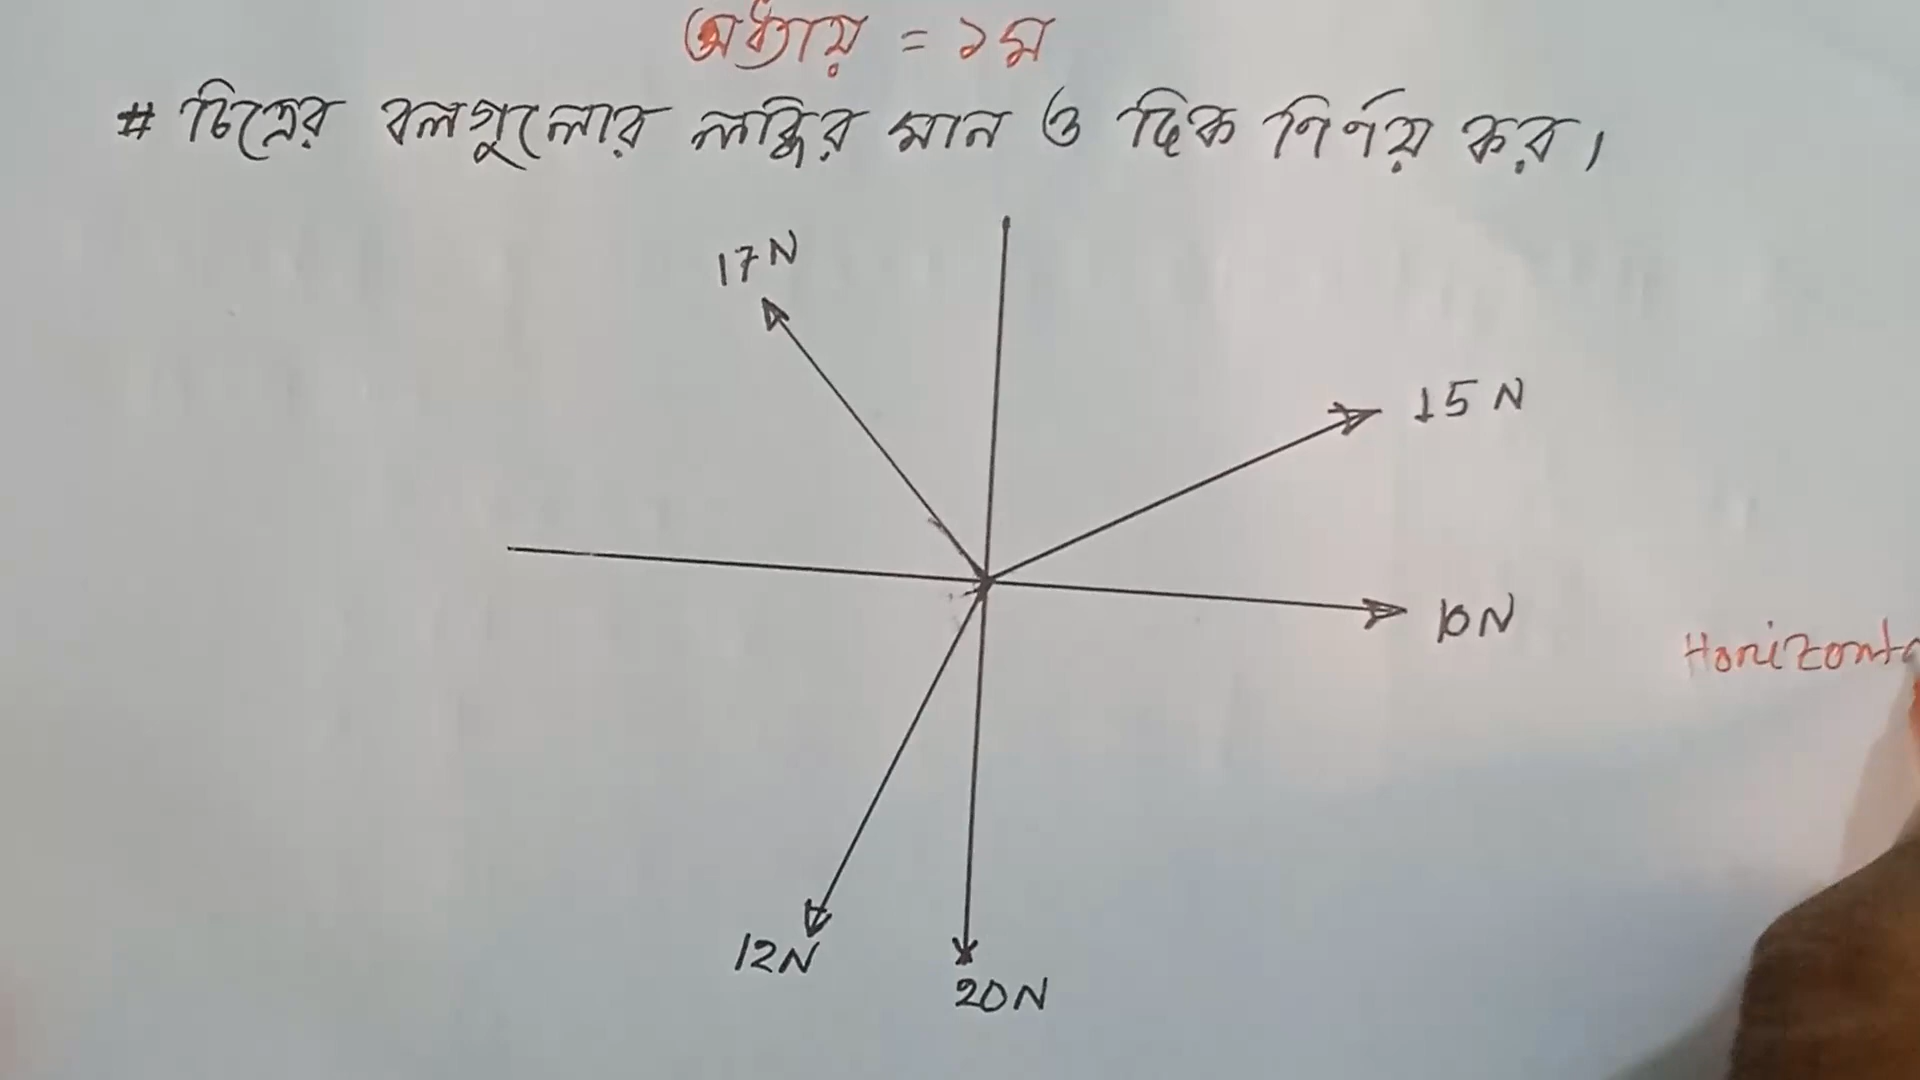 অধ্যায় = ১ম
# চিত্রের বলগুলোর লব্ধির মান ও দিক নির্ণয় কর।
17N
15N
10N
Horizonta
12N
20N